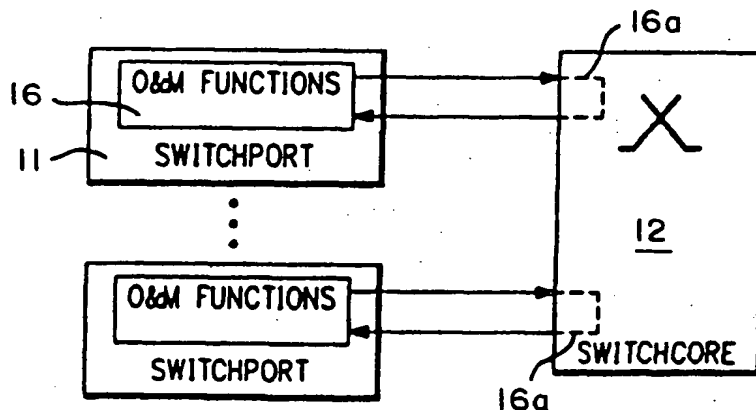 16a
O&M FUNCTIONS
16
11
SWITCHPORT
12
O&M FUNCTIONS
SWITCHPORT
SWITCHCORE
16a